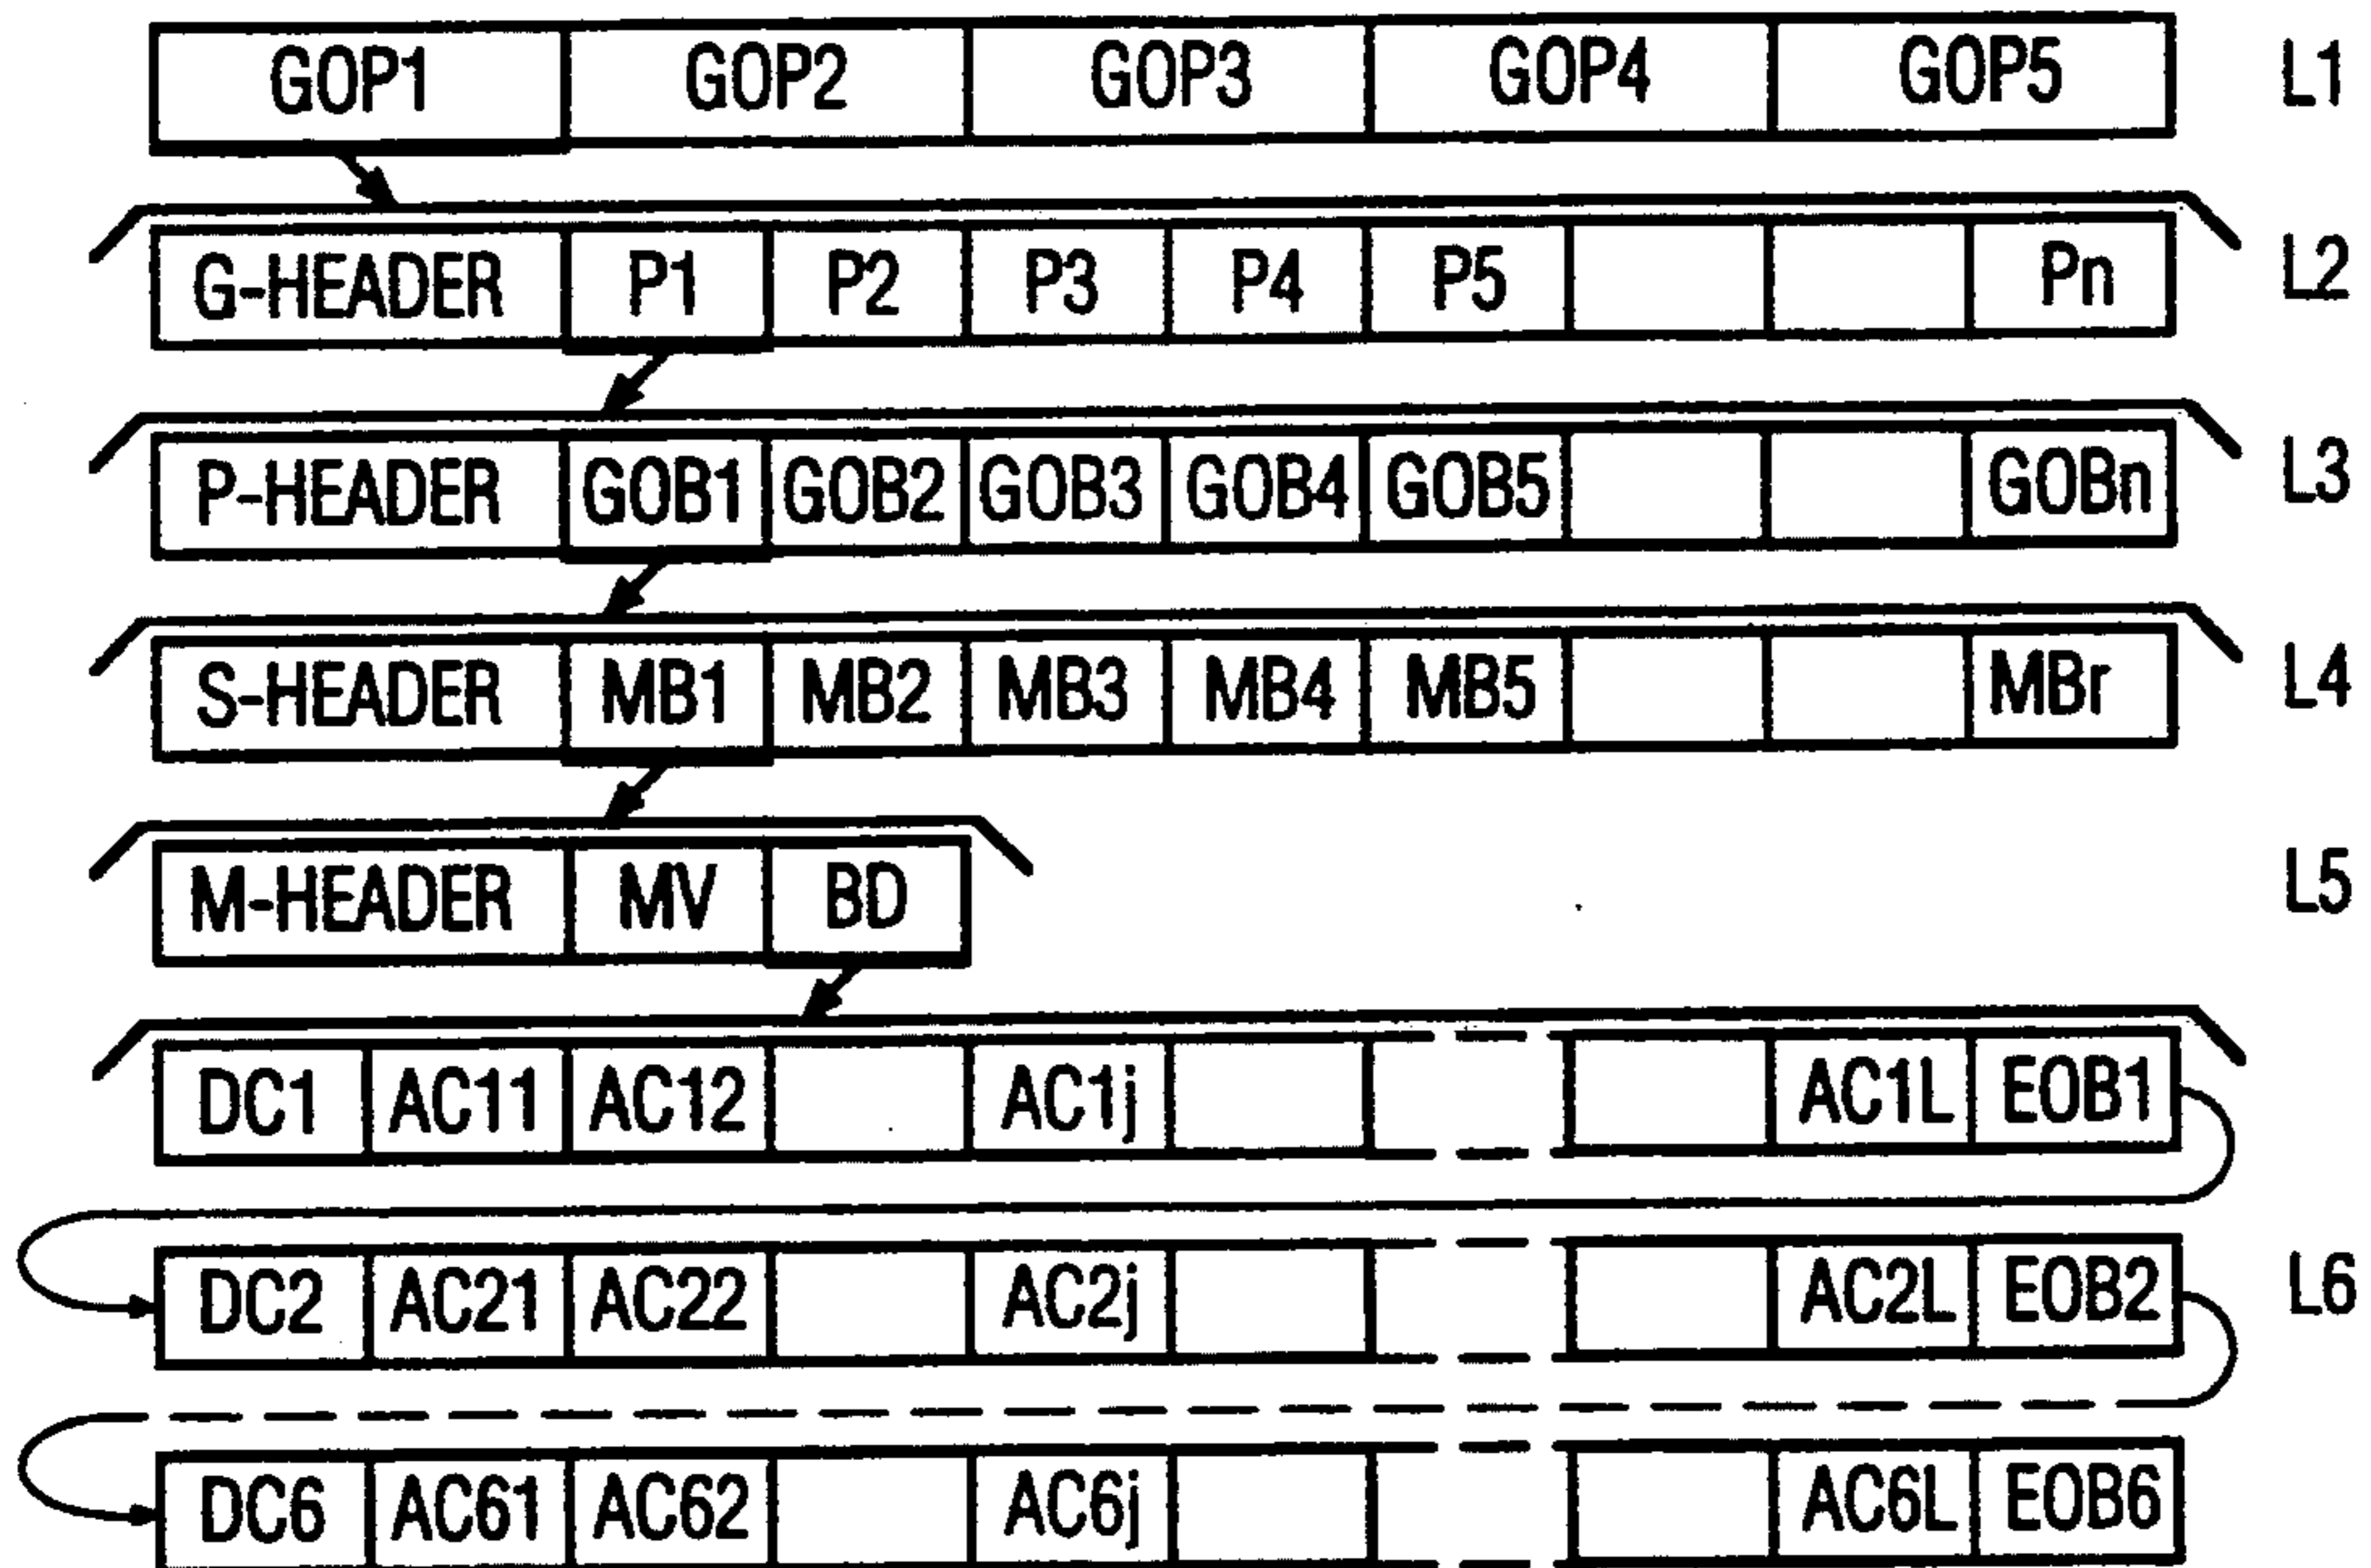 GOP1 GOP2 GOP3 GOP4 GOP5 L1
G-HEADER P1 P2 P3 P4 P5 Pn L2
P-HEADER GOB1 GOB2 GOB3 GOB4 GOB5 GOBn L3
S-HEADER MB1 MB2 MB3 MB4 MB5 MBr L4
M-HEADER MV BD L5
DC1 AC11 AC12 AC1j AC1L EOB1
DC2 AC21 AC22 AC2j AC2L EOB2 L6
DC6 AC61 AC62 AC6j AC6L EOB6